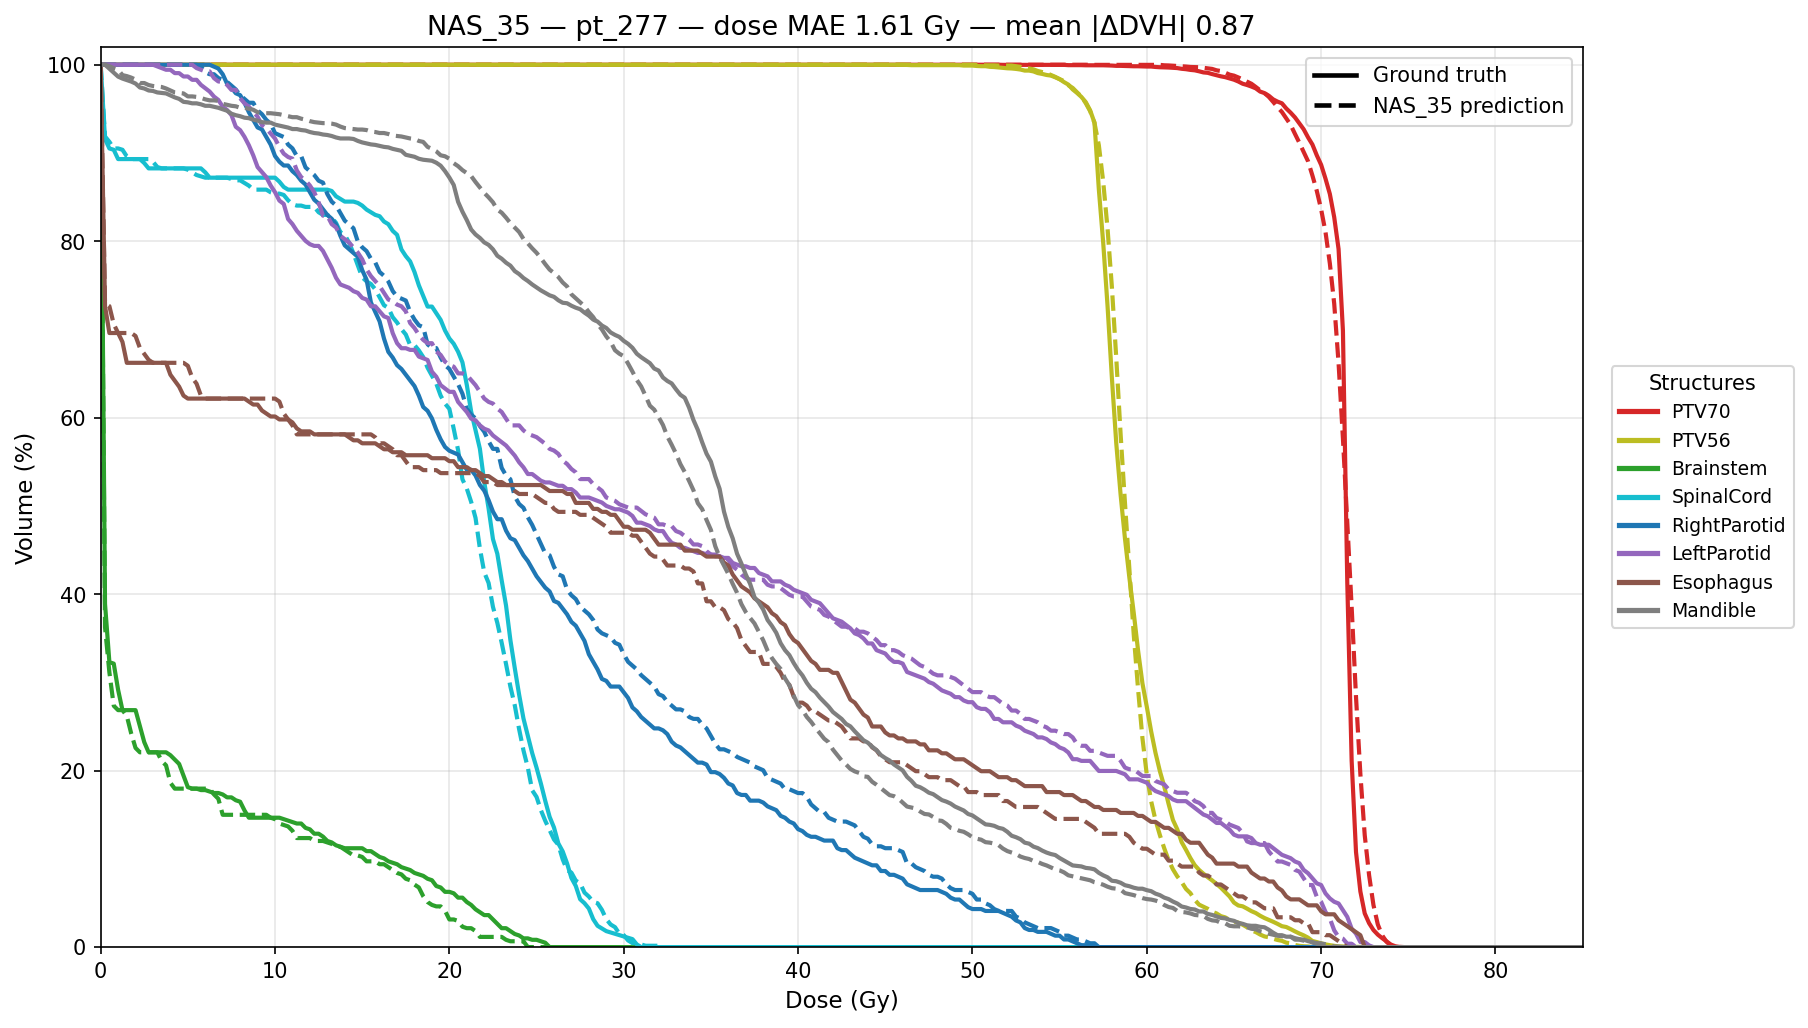 NAS_35 — pt_277 — dose MAE 1.61 Gy — mean |ΔDVH| 0.87
Ground truth
NAS_35 prediction
Volume (%)
100
80
60
40
20
0
0 10 20 30 40 50 60 70 80
Dose (Gy)
Structures
PTV70
PTV56
Brainstem
SpinalCord
RightParotid
LeftParotid
Esophagus
Mandible